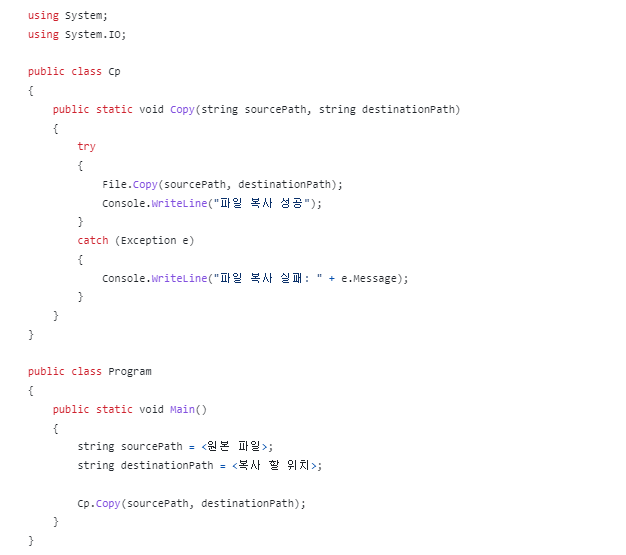 using System;
using System.IO;
public class Cp
{
public static void Copy(string sourcePath, string destinationPath)
{
try
{
File.Copy(sourcePath, destinationPath);
Console.WriteLine("파일 복사 성공");
}
catch (Exception e)
{
Console.WriteLine("파일 복사 실패: " + e.Message);
}
}
}
public class Program
{
public static void Main()
{
string sourcePath = <원본 파일>;
string destinationPath = <복사 할 위치>;
Cp.Copy(sourcePath, destinationPath);
}
}